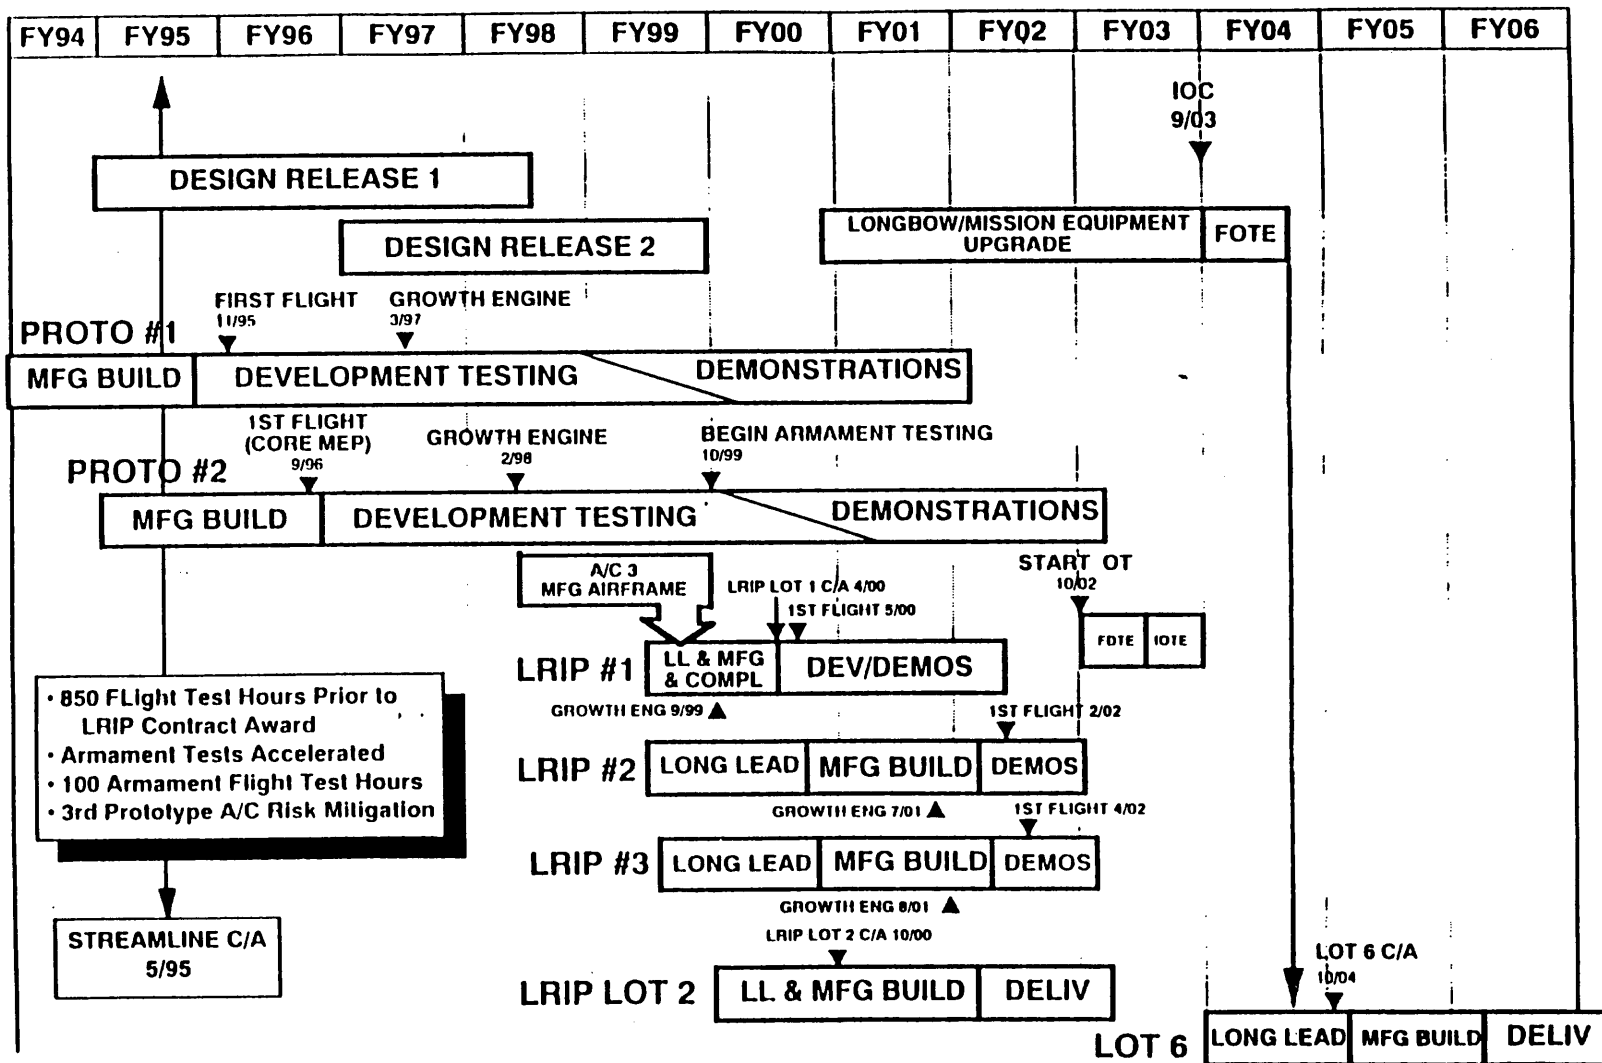 FY94 FY95 FY96 FY97 FY98 FY99 FY00 FY01 FY02 FY03 FY04 FY05 FY06
IOC
9/03
DESIGN RELEASE 1
DESIGN RELEASE 2
LONGBOW/MISSION EQUIPMENT
UPGRADE
FOTE
FIRST FLIGHT
11/95
GROWTH ENGINE
3/97
PROTO #1
MFG BUILD
DEVELOPMENT TESTING
DEMONSTRATIONS
1ST FLIGHT
(CORE MEP)
9/96
GROWTH ENGINE
2/98
BEGIN ARMAMENT TESTING
10/99
PROTO #2
MFG BUILD
DEVELOPMENT TESTING
DEMONSTRATIONS
A/C 3
MFG AIRFRAME
LRIP LOT 1 C/A 4/00
1ST FLIGHT 5/00
START OT
10/02
FDTE
IOTE
LRIP #1
LL & MFG
& COMPL
DEV/DEMOS
GROWTH ENG 9/99
1ST FLIGHT 2/02
LRIP #2
LONG LEAD
MFG BUILD
DEMOS
GROWTH ENG 7/01
1ST FLIGHT 4/02
LRIP #3
LONG LEAD
MFG BUILD
DEMOS
GROWTH ENG 8/01
LRIP LOT 2 C/A 10/00
LRIP LOT 2
LL & MFG BUILD
DELIV
LOT 6 C/A
10/04
LOT 6
LONG LEAD
MFG BUILD
DELIV
· 850 FLight Test Hours Prior to
LRIP Contract Award
· Armament Tests Accelerated
· 100 Armament Flight Test Hours
· 3rd Prototype A/C Risk Mitigation
STREAMLINE C/A
5/95